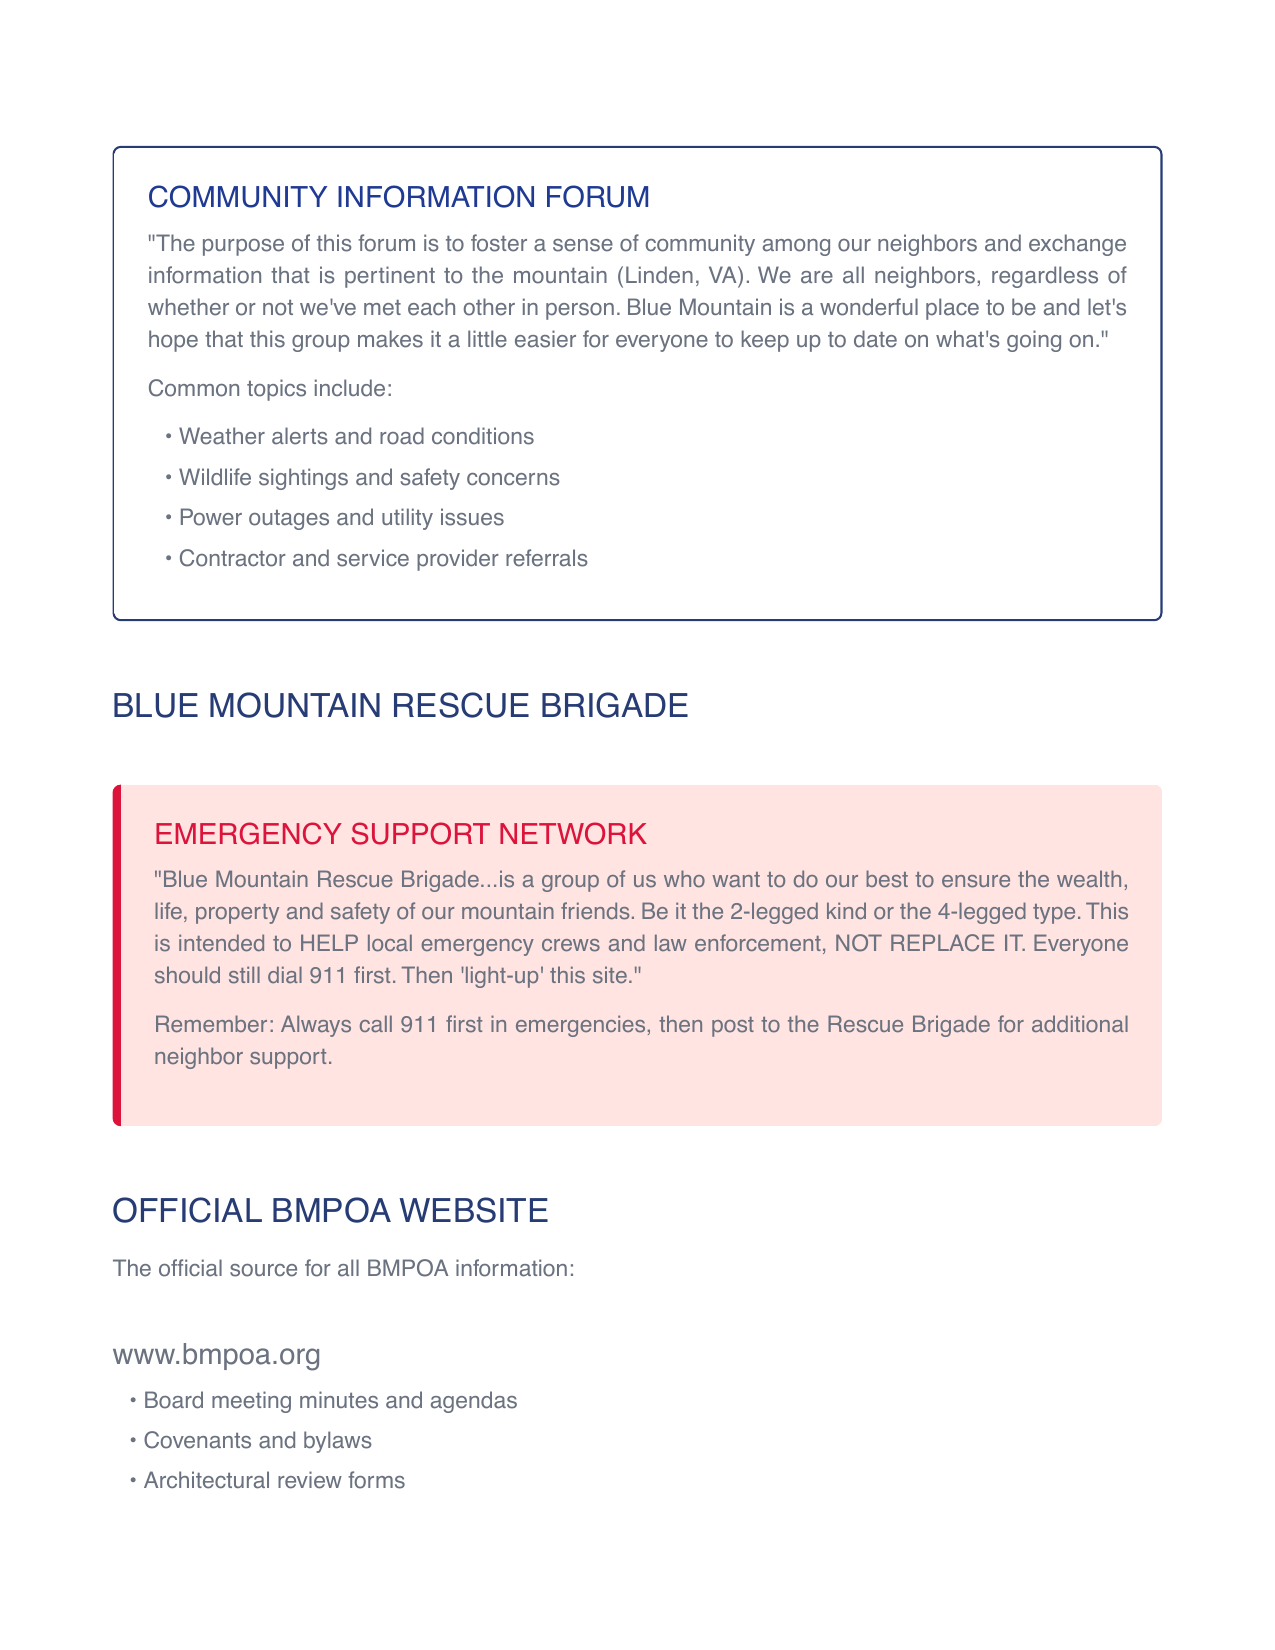 COMMUNITY INFORMATION FORUM
"The purpose of this forum is to foster a sense of community among our neighbors and exchange
information that is pertinent to the mountain (Linden, VA). We are all neighbors, regardless of
whether or not we've met each other in person. Blue Mountain is a wonderful place to be and let's
hope that this group makes it a little easier for everyone to keep up to date on what's going on."
Common topics include:
• Weather alerts and road conditions
• Wildlife sightings and safety concerns
• Power outages and utility issues
• Contractor and service provider referrals
BLUE MOUNTAIN RESCUE BRIGADE
EMERGENCY SUPPORT NETWORK
"Blue Mountain Rescue Brigade...is a group of us who want to do our best to ensure the wealth,
life, property and safety of our mountain friends. Be it the 2-legged kind or the 4-legged type. This
is intended to HELP local emergency crews and law enforcement, NOT REPLACE IT. Everyone
should still dial 911 first. Then 'light-up' this site."
Remember: Always call 911 first in emergencies, then post to the Rescue Brigade for additional
neighbor support.
OFFICIAL BMPOA WEBSITE
The official source for all BMPOA information:
www.bmpoa.org
• Board meeting minutes and agendas
• Covenants and bylaws
• Architectural review forms